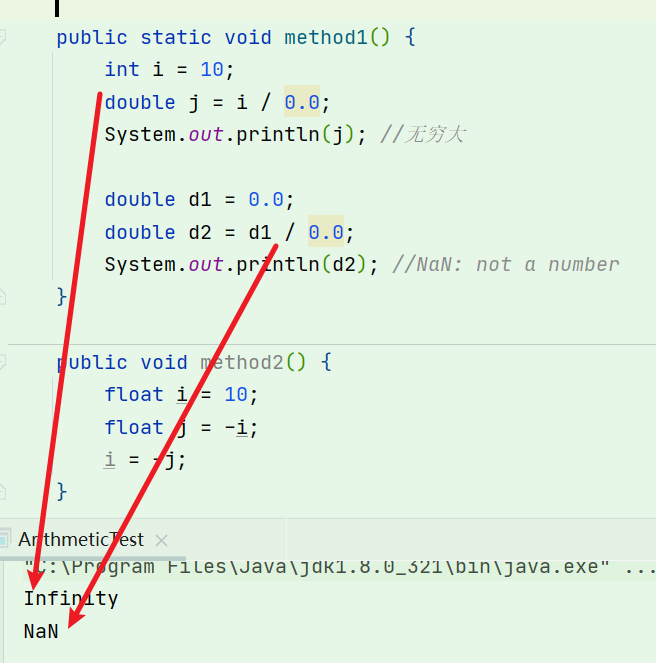 public static void method1() {
int i = 10;
double j = i / 0.0;
System.out.println(j); //无穷大
double d1 = 0.0;
double d2 = d1 / 0.0;
System.out.println(d2); //NaN: not a number
}
public void method2() {
float i = 10;
float j = -i;
i = -j;
}
ArithmeticTest
"C:\Program Files\Java\jdk1.8.0_321\bin\java.exe" ...
Infinity
NaN